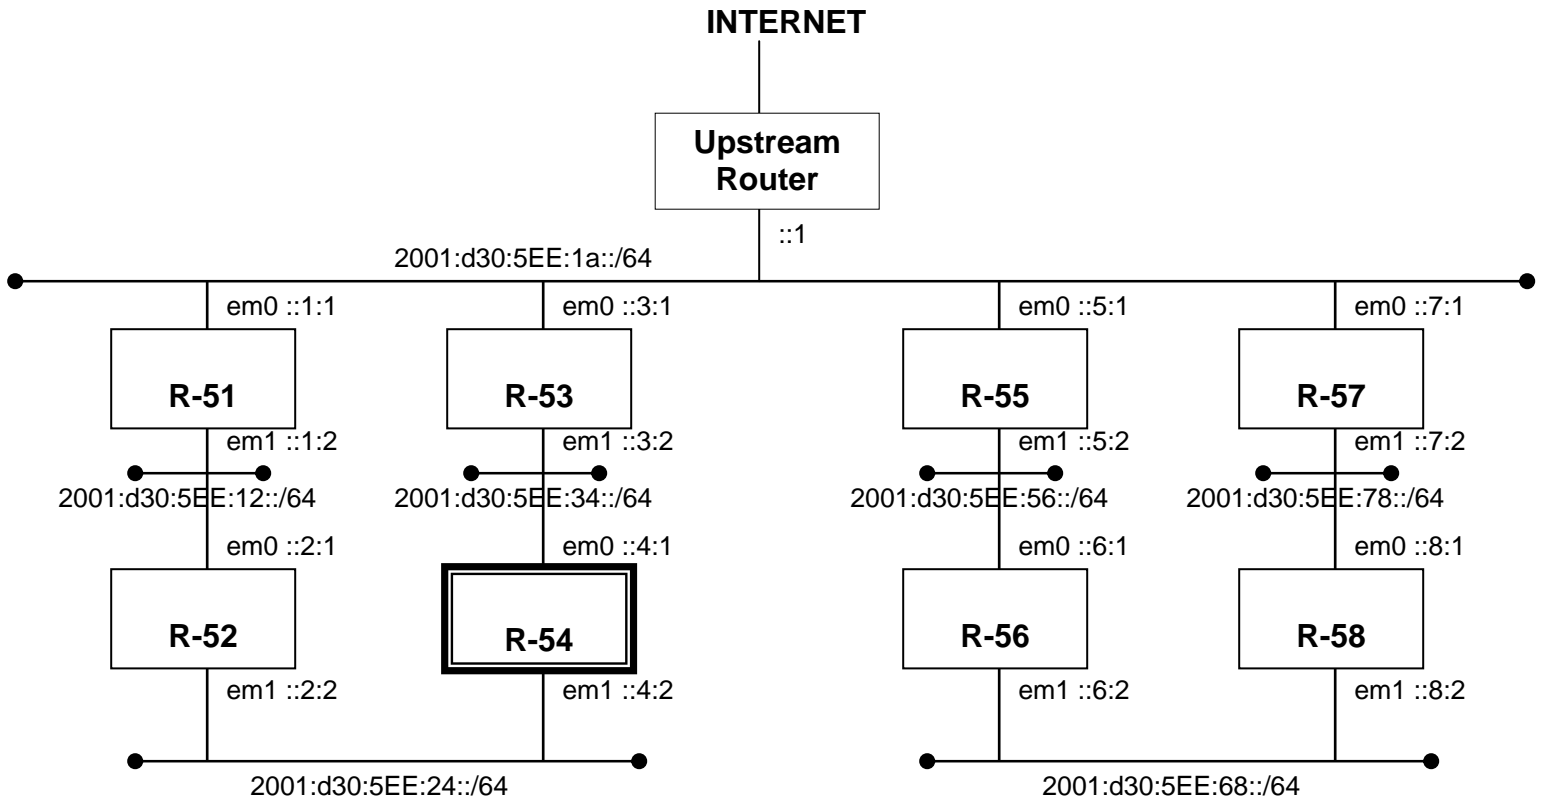 INTERNET
Upstream
Router
::1
2001:d30:5EE:1a::/64
em0 ::1:1
em0 ::3:1
em0 ::5:1
em0 ::7:1
R-51
R-53
R-55
R-57
em1 ::1:2
em1 ::3:2
em1 ::5:2
em1 ::7:2
2001:d30:5EE:12::/64
2001:d30:5EE:34::/64
2001:d30:5EE:56::/64
2001:d30:5EE:78::/64
em0 ::2:1
em0 ::4:1
em0 ::6:1
em0 ::8:1
R-52
R-54
R-56
R-58
em1 ::2:2
em1 ::4:2
em1 ::6:2
em1 ::8:2
2001:d30:5EE:24::/64
2001:d30:5EE:68::/64